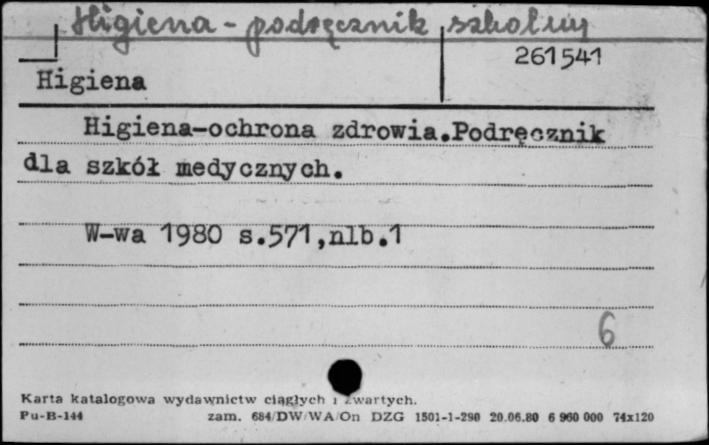 Higiena - podręcznik szkolny
261541
Higiena
Higiena-ochrona zdrowia.Podręcznik
dla szkół medycznych.
W-wa 1980 s.571,nlb.1
6
Karta katalogowa wydawnictw ciągłych i zwartych.
Pu-B-144 zam. 684/DW/WA/On DZG 1501-1-290 20.06.80 6 960 000 74x120